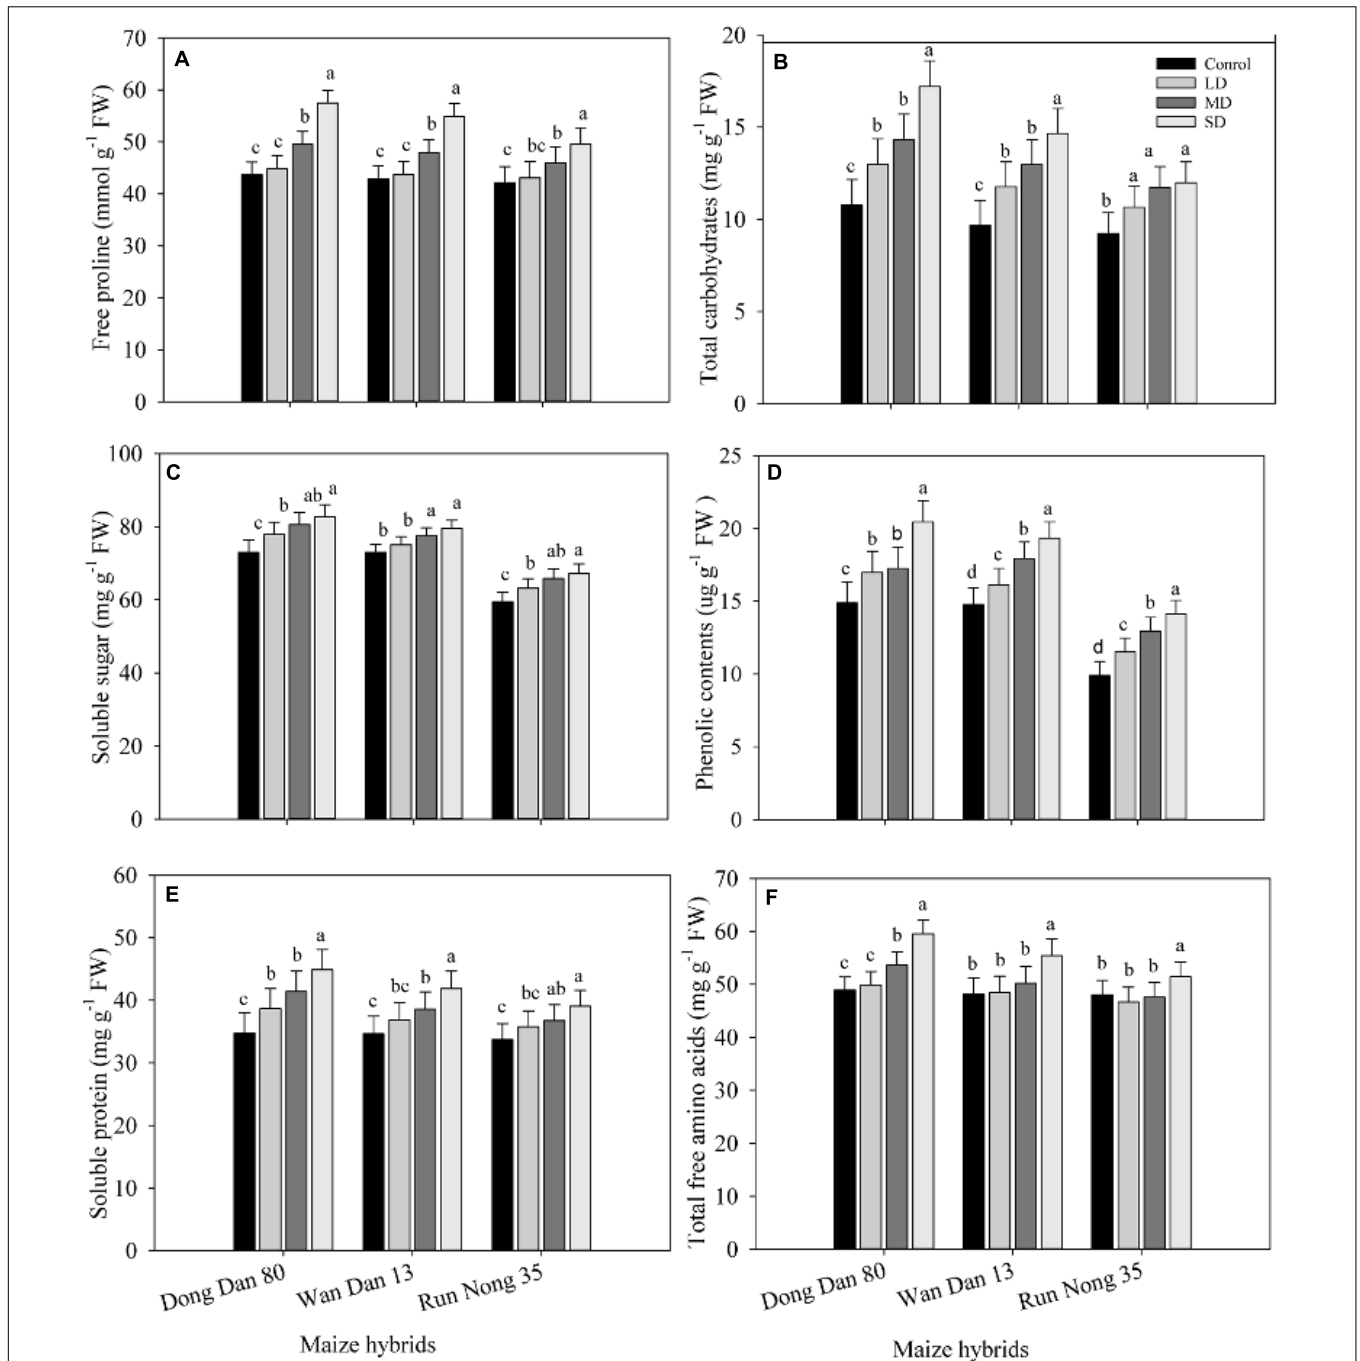 A
Free proline (mmol g-1 FW)
70
60
50
40
30
20
10
0
c c b a
c c b a
c bc b a
B
Total carbohydrates (mg g-1 FW)
20
15
10
5
0
c b b a
c b b a
b a a a
Conrol
LD
MD
SD
C
Soluble sugar (mg g-1 FW)
100
80
60
40
20
0
c b ab a
b b a a
c b ab a
D
Phenolic contents (ug g-1 FW )
25
20
15
10
5
0
c b b a
d c b a
d c b a
E
Soluble protein (mg g-1 FW)
60
50
40
30
20
10
0
c b b a
c bc b a
c bc ab a
Dong Dan 80
Wan Dan 13
Run Nong 35
Maize hybrids
F
Total free amino acids (mg g-1 FW)
70
60
50
40
30
20
10
0
c c b a
b b b a
b b b a
Dong Dan 80
Wan Dan 13
Run Nong 35
Maize hybrids